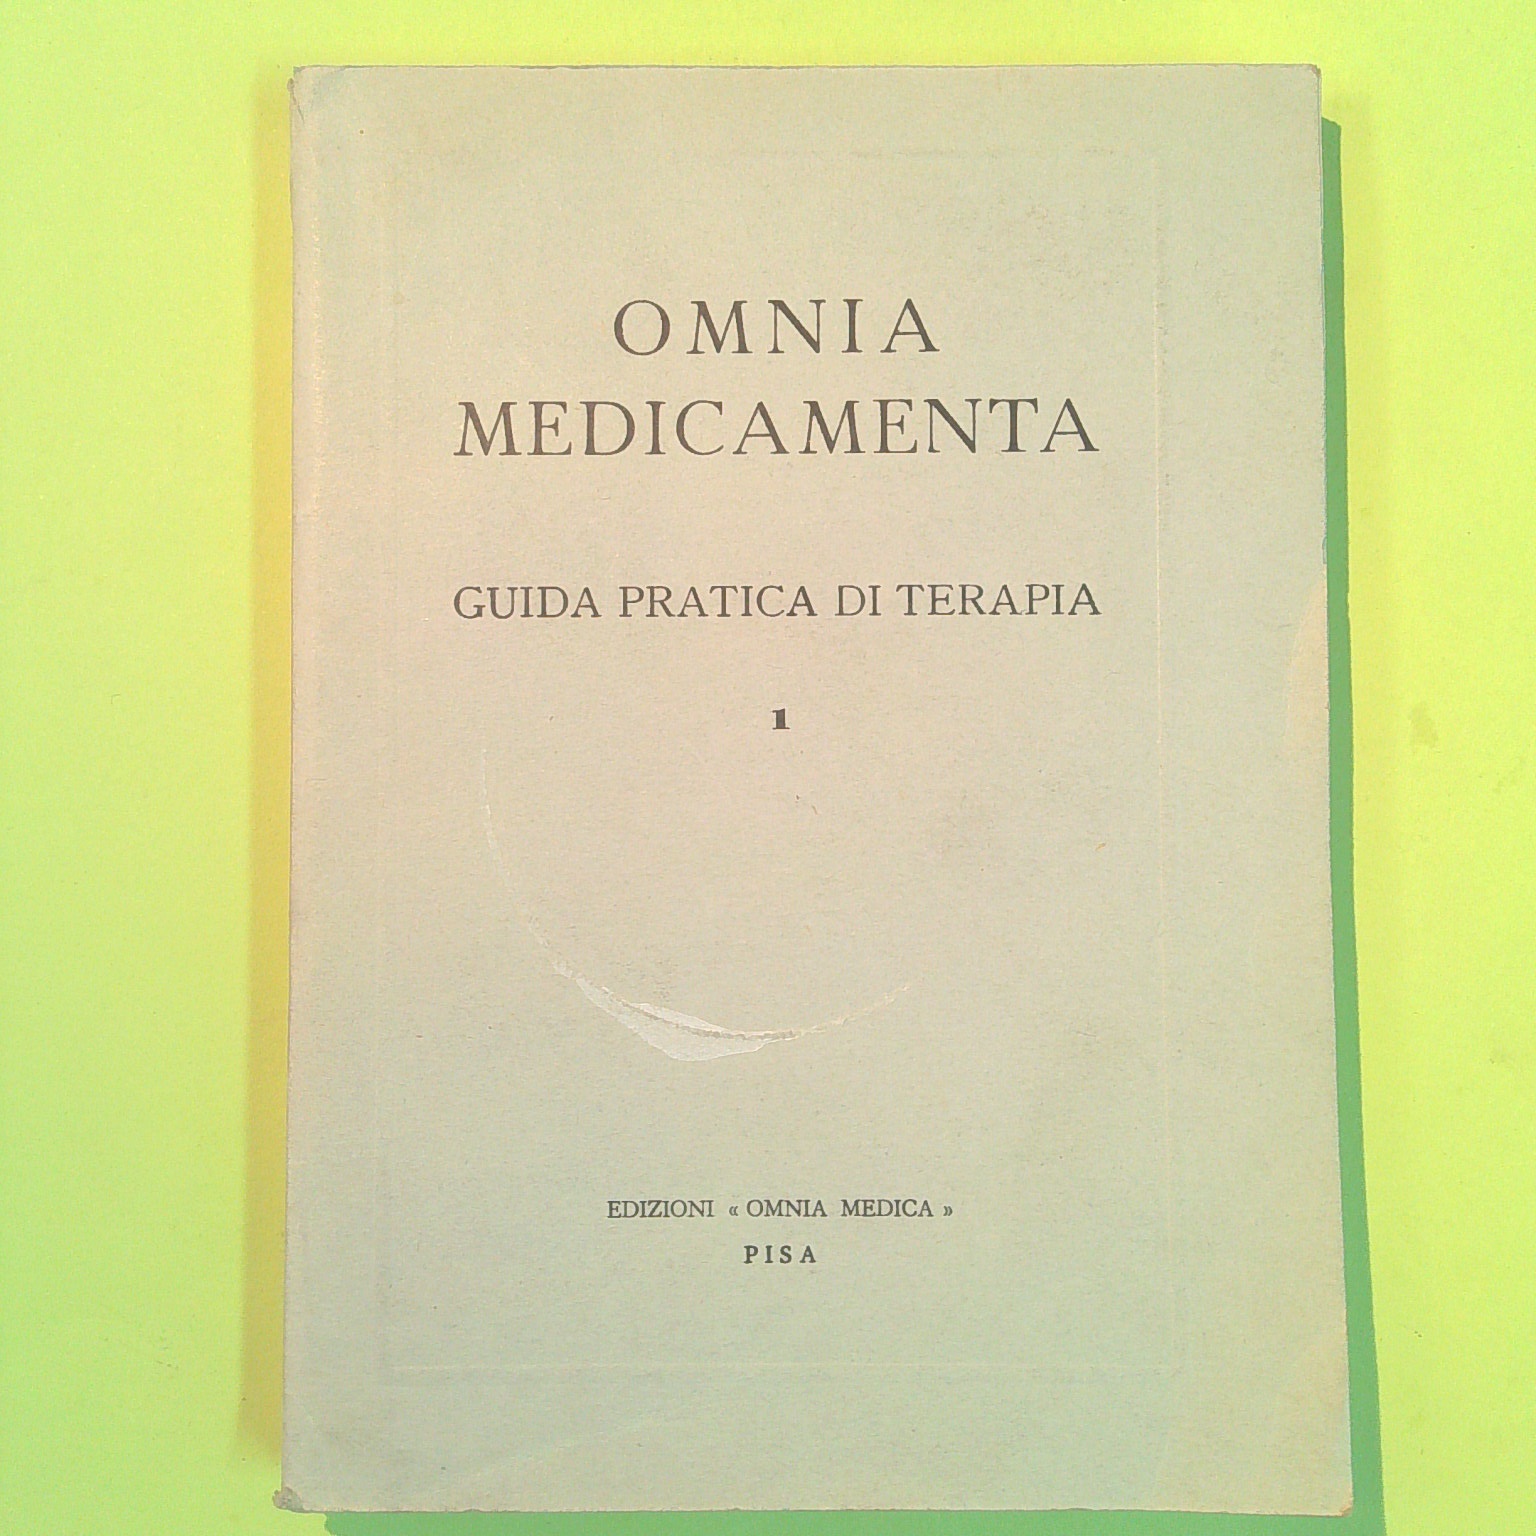 OMNIA
MEDICAMENTA
GUIDA PRATICA DI TERAPIA
1
EDIZIONI « OMNIA MEDICA »
PISA